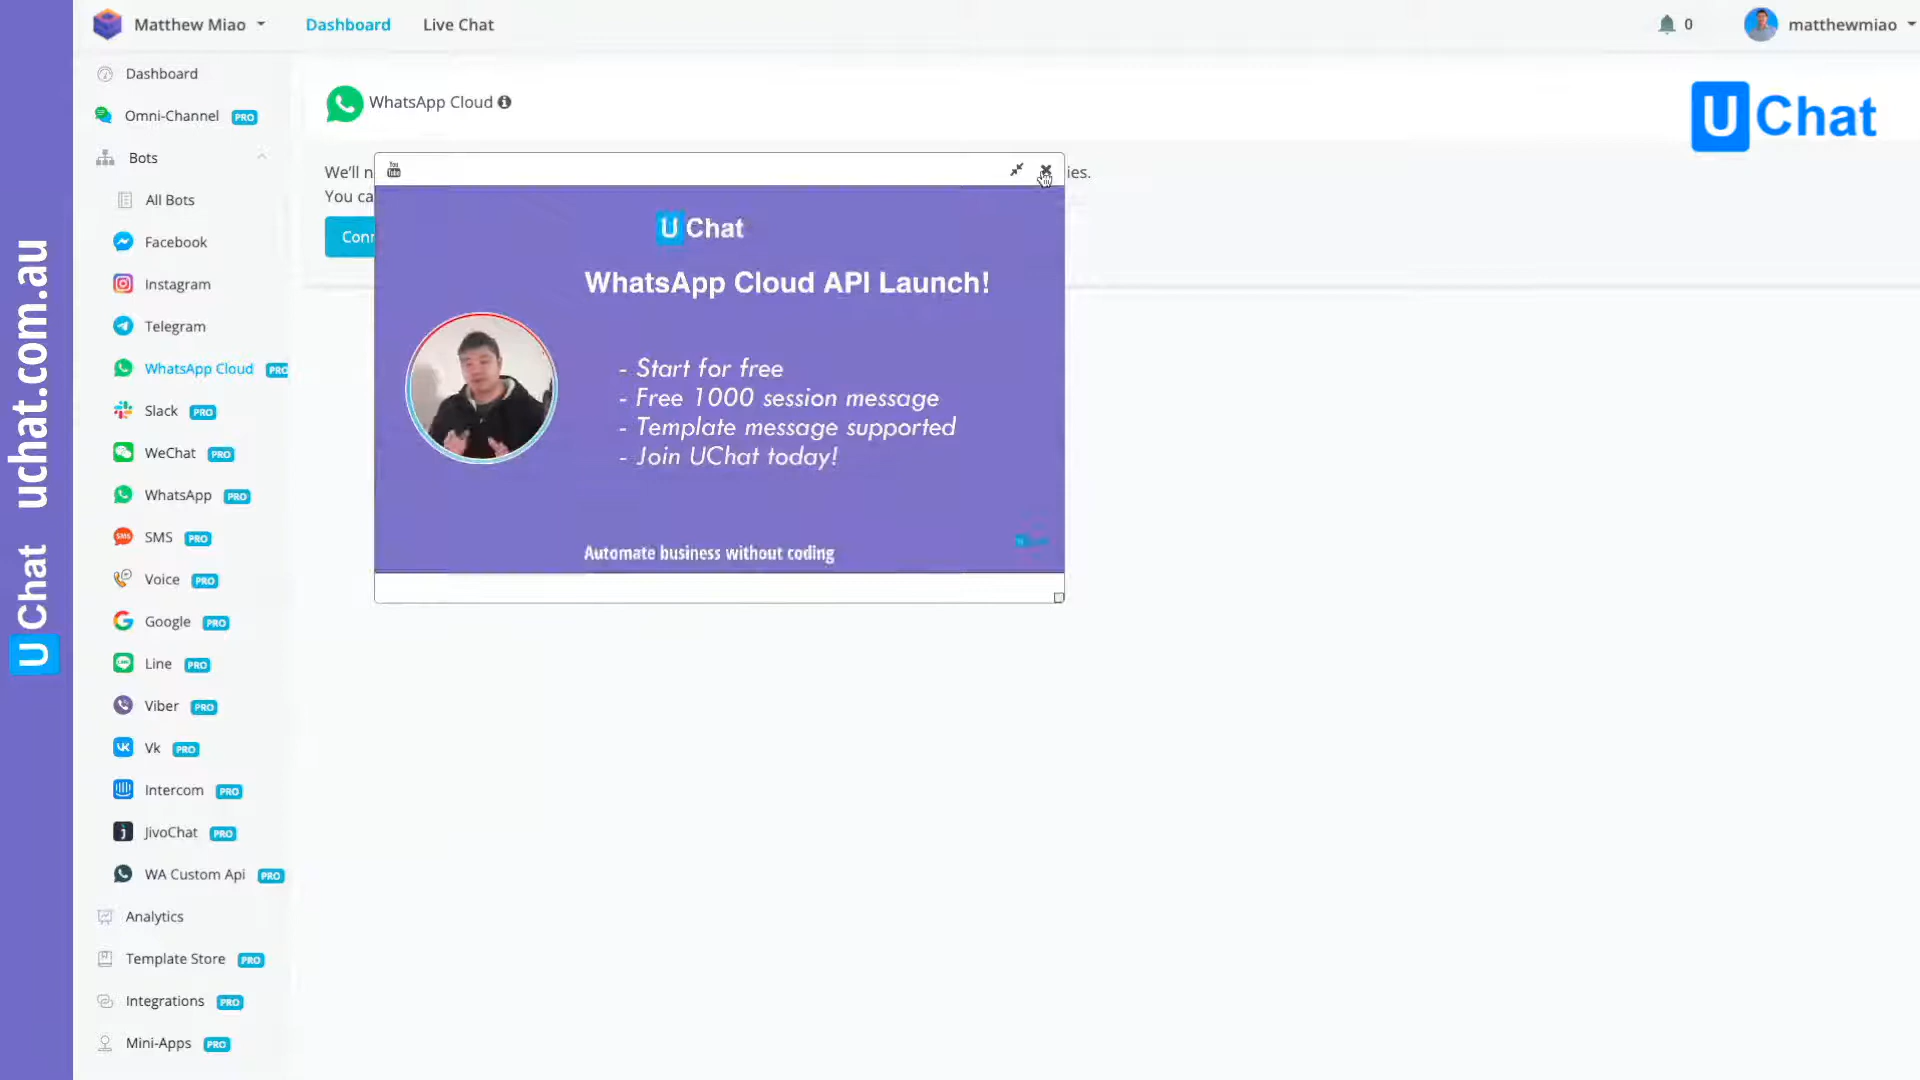 Matthew Miao
Dashboard
Live Chat
0
matthewmiao
Dashboard
Omni-Channel PRO
Bots
All Bots
Facebook
Instagram
Telegram
WhatsApp Cloud PRO
Slack PRO
WeChat PRO
WhatsApp PRO
SMS PRO
Voice PRO
Google PRO
Line PRO
Viber PRO
Vk PRO
Intercom PRO
JivoChat PRO
WA Custom Api PRO
Analytics
Template Store PRO
Integrations PRO
Mini-Apps PRO
UChat uchat.com.au
WhatsApp Cloud
UChat
We'll n
ies.
You ca
Conn
You Tube
UChat
WhatsApp Cloud API Launch!
- Start for free
- Free 1000 session message
- Template message supported
- Join UChat today!
Automate business without coding